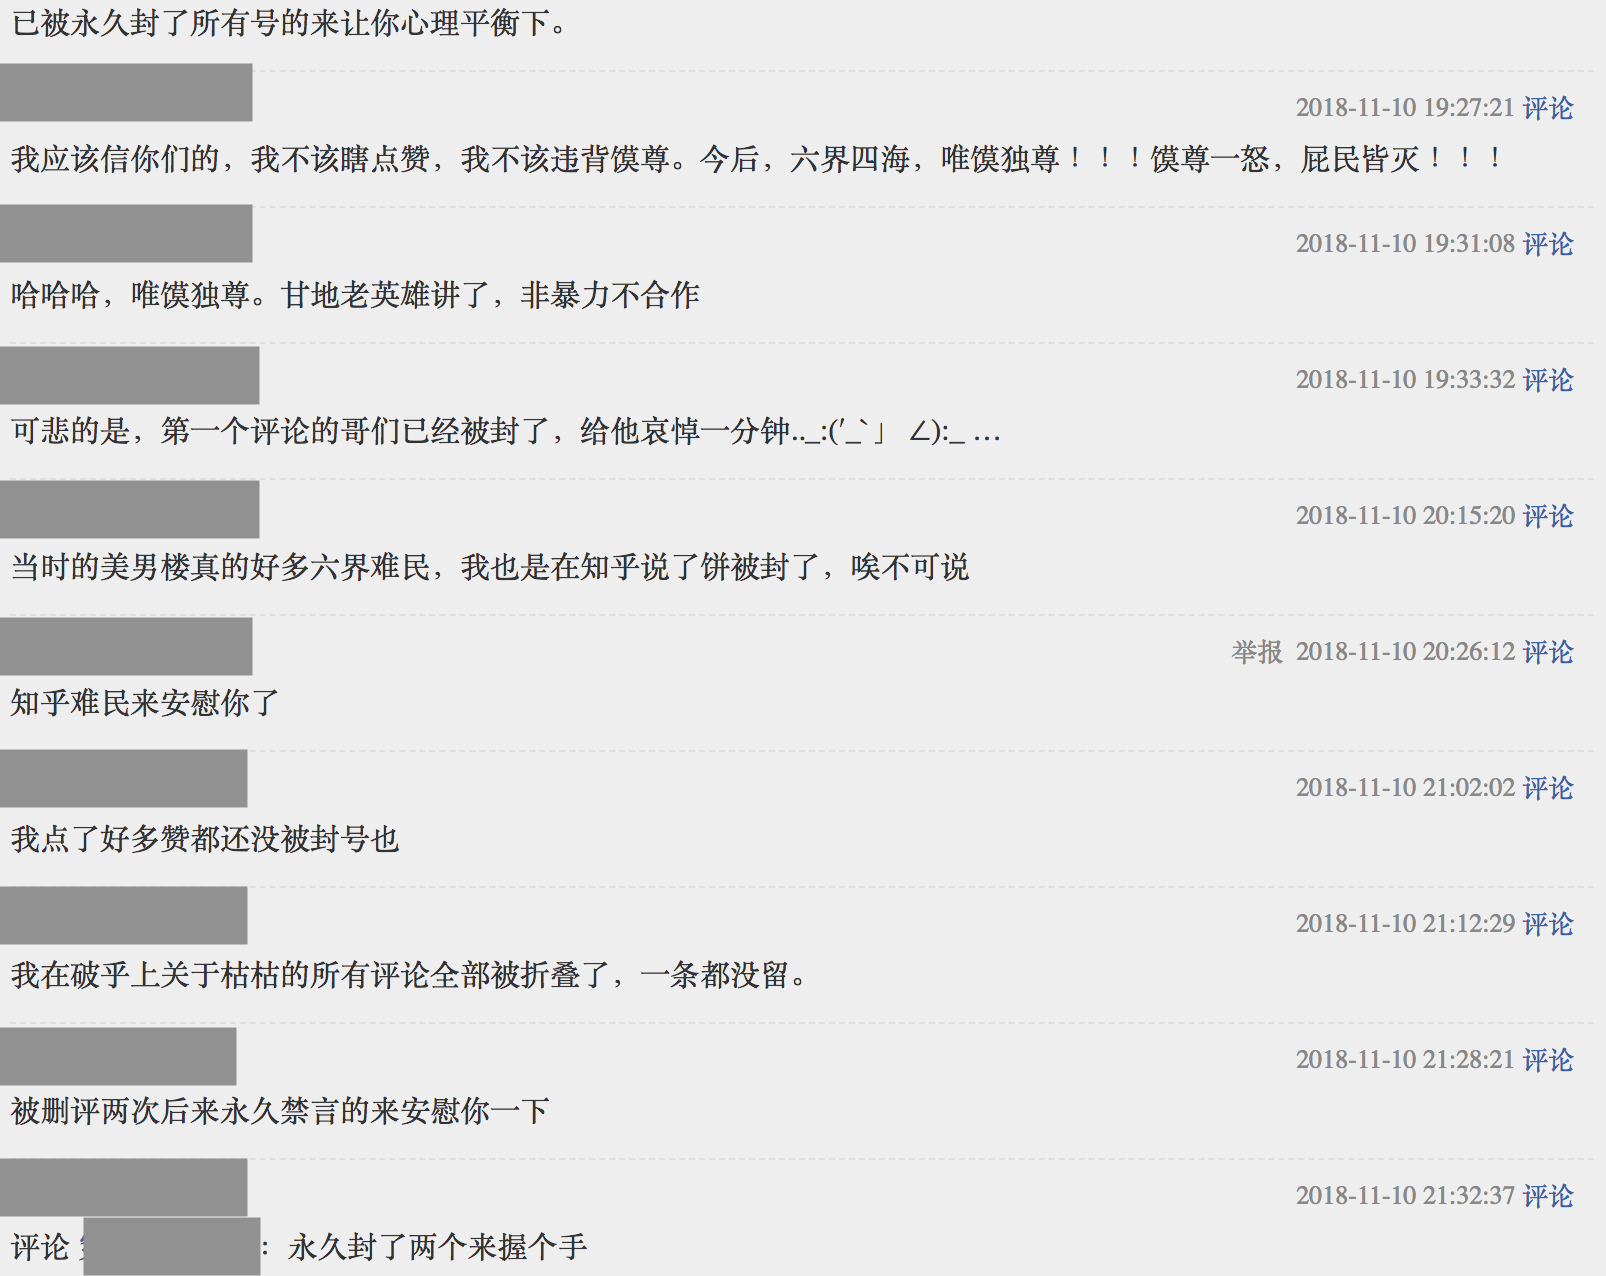 已被永久封了所有号的来让你心理平衡下。
2018-11-10 19:27:21 评论
我应该信你们的，我不该瞎点赞，我不该违背馍尊。今后，六界四海，唯馍独尊！！！馍尊一怒，屁民皆灭！！！
2018-11-10 19:31:08 评论
哈哈哈，唯馍独尊。甘地老英雄讲了，非暴力不合作
2018-11-10 19:33:32 评论
可悲的是，第一个评论的哥们已经被封了，给他哀悼一分钟.._:(′_`」 ∠):_ …
2018-11-10 20:15:20 评论
当时的美男楼真的好多六界难民，我也是在知乎说了饼被封了，唉不可说
举报 2018-11-10 20:26:12 评论
知乎难民来安慰你了
2018-11-10 21:02:02 评论
我点了好多赞都还没被封号也
2018-11-10 21:12:29 评论
我在破乎上关于枯枯的所有评论全部被折叠了，一条都没留。
2018-11-10 21:28:21 评论
被删评两次后来永久禁言的来安慰你一下
2018-11-10 21:32:37 评论
评论 ：永久封了两个来握个手